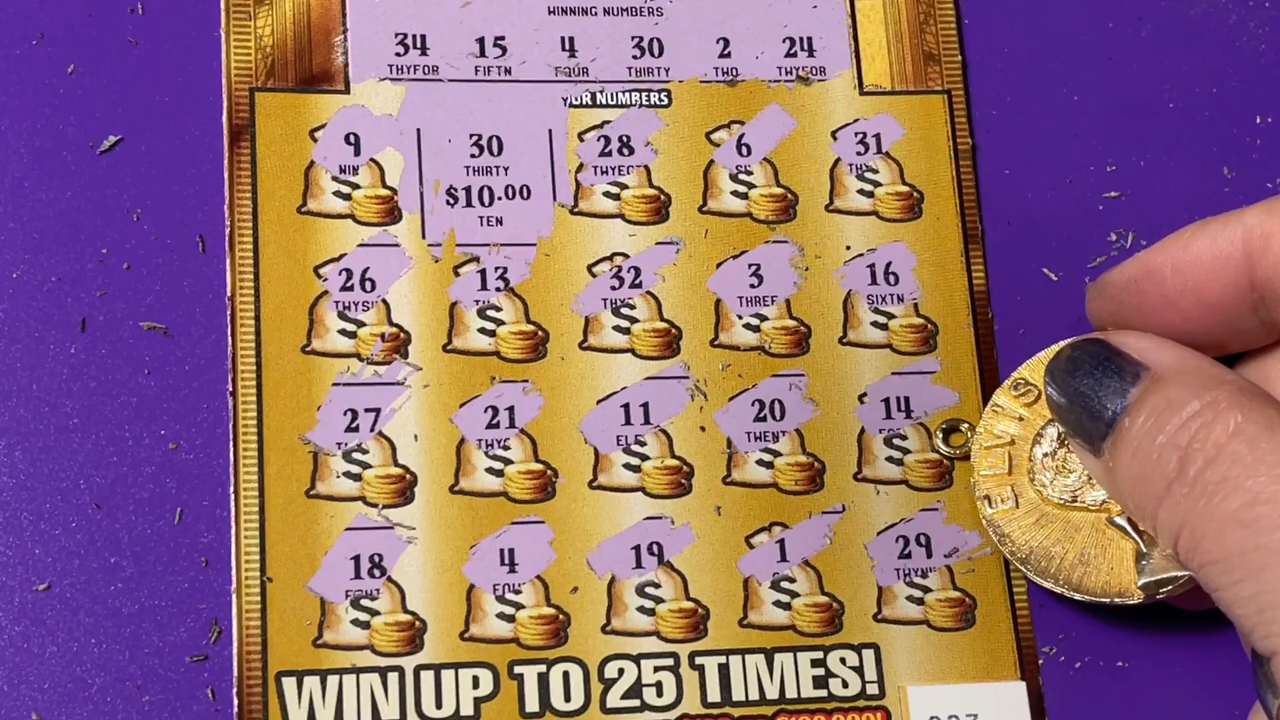 WINNING NUMBERS
34 15 4 30 2 24
THYFOR FIFTN FOUR THIRTY TWO TWYFOR
YOUR NUMBERS
9 30 28 6 31
THIRTY
$10.00
TEN
26 13 32 3 16
THREE SIXTN
27 21 11 20 14
18 4 19 1 29
WIN UP TO 25 TIMES!
ELVIS